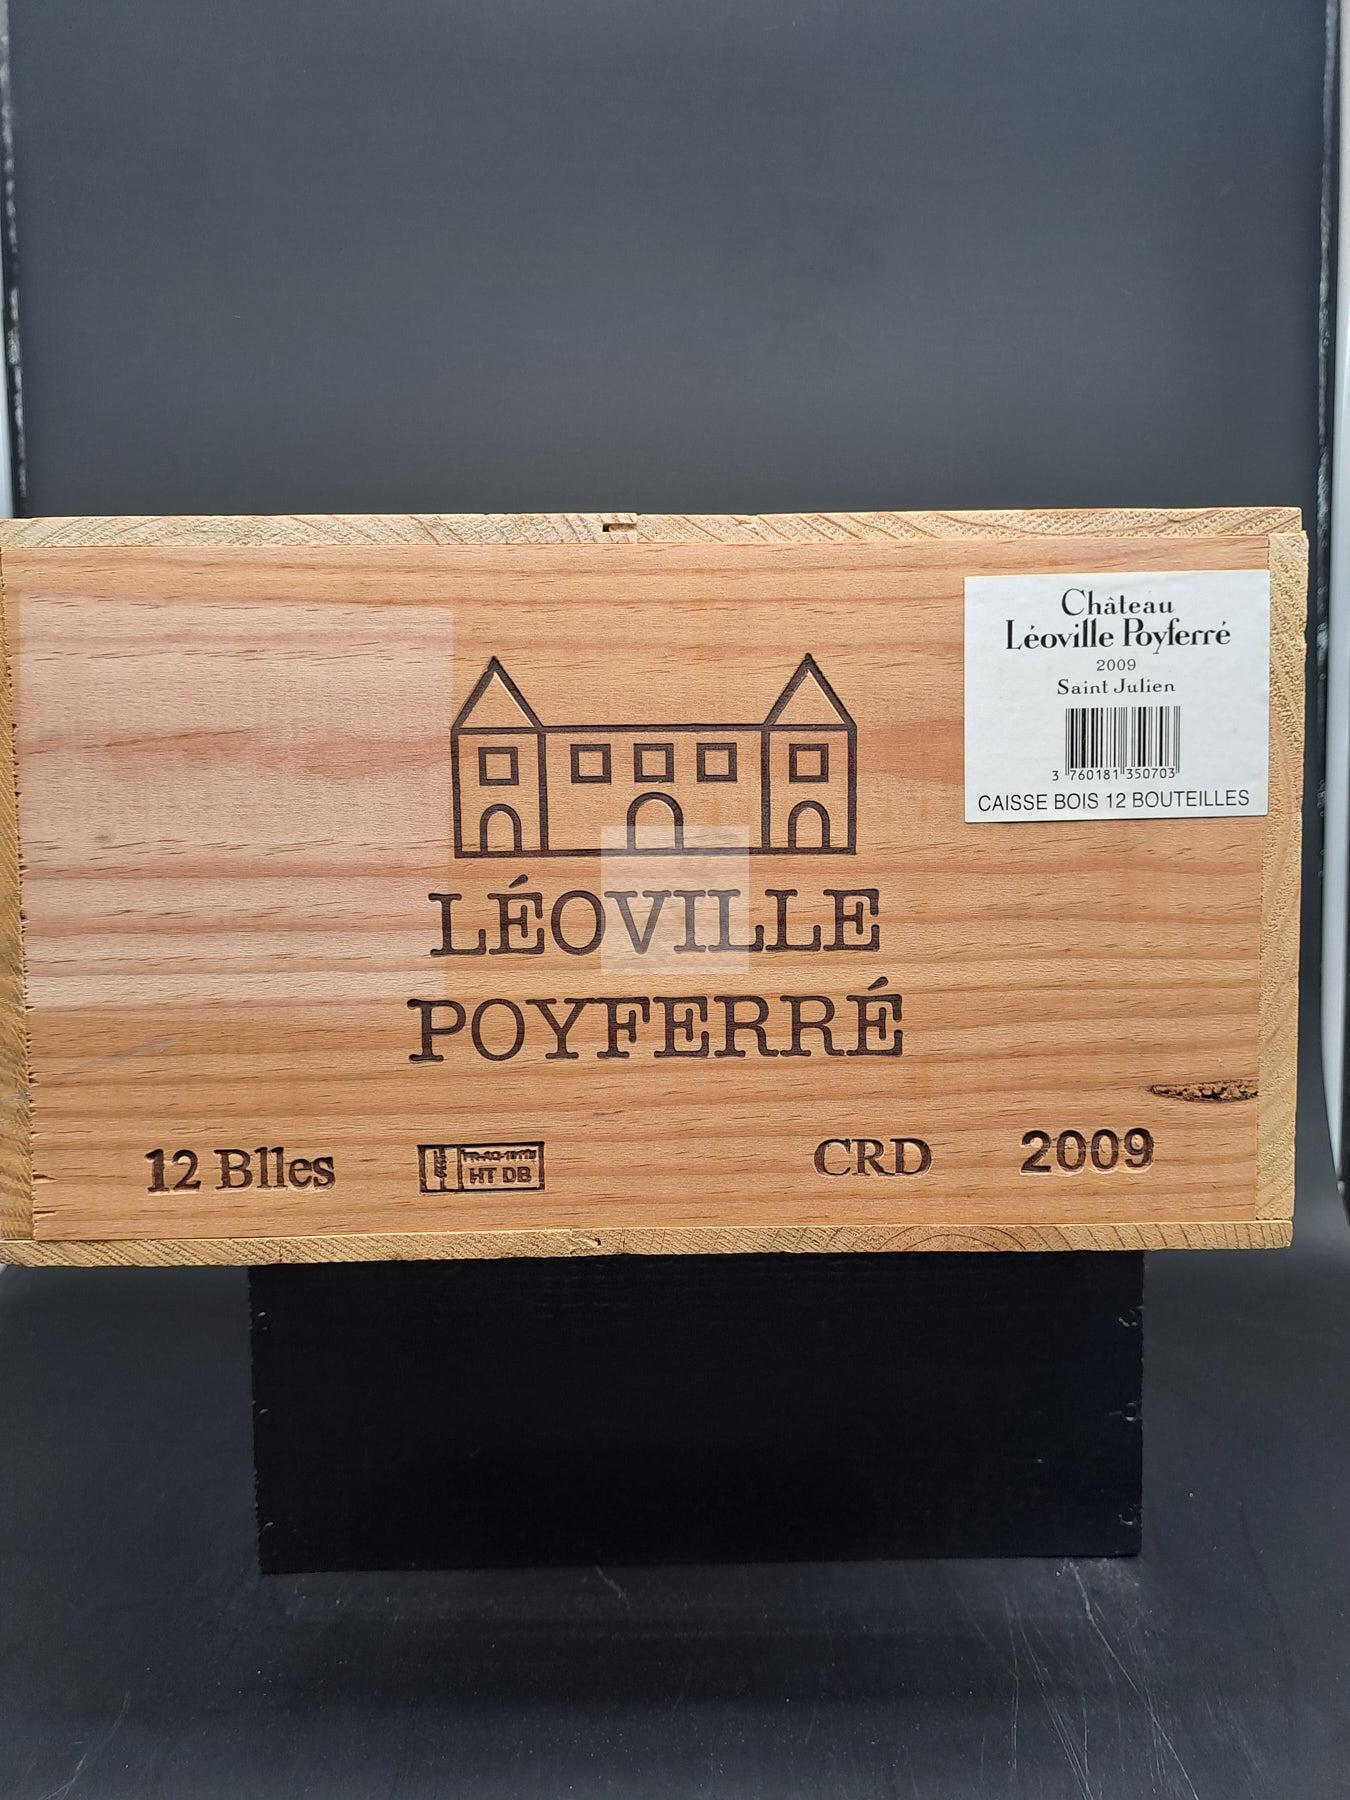 Château
Léoville Poyferré
2009
Saint Julien
3 760181 350703
CAISSE BOIS 12 BOUTEILLES
LÉOVILLE
POYFERRÉ
12 Blles
HT DB
CRD
2009